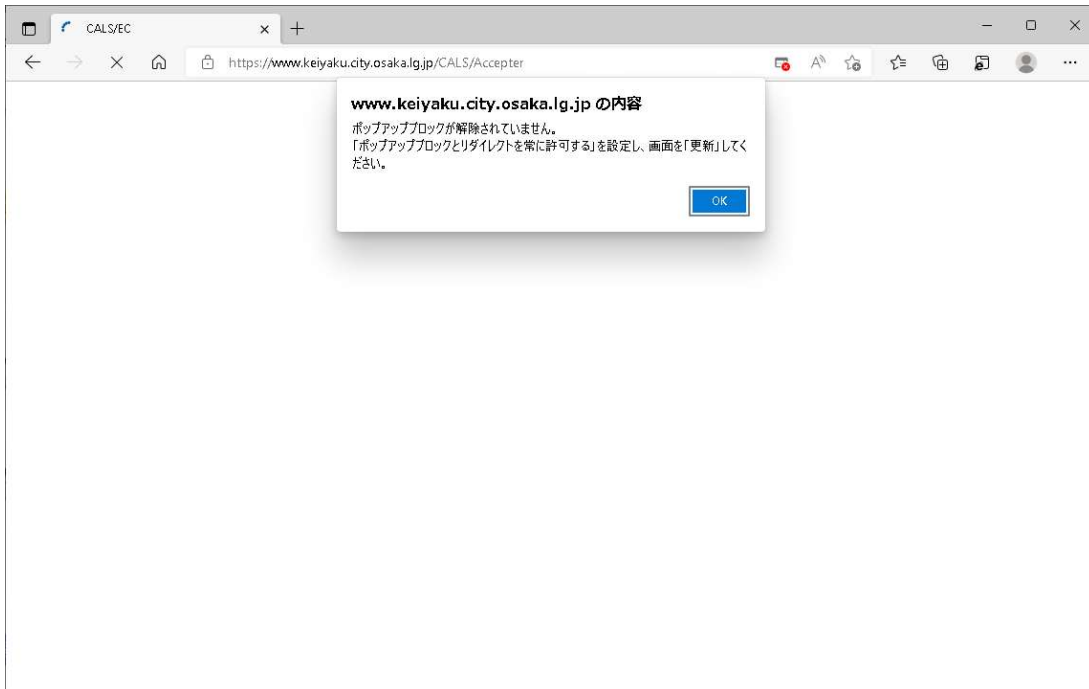 CALS/EC
https://www.keiyaku.city.osaka.lg.jp/CALS/Accepter
www.keiyaku.city.osaka.lg.jp の内容
ポップアップブロックが解除されていません。
「ポップアップブロックとリダイレクトを常に許可する」を設定し、画面を「更新」してく
ださい。
OK